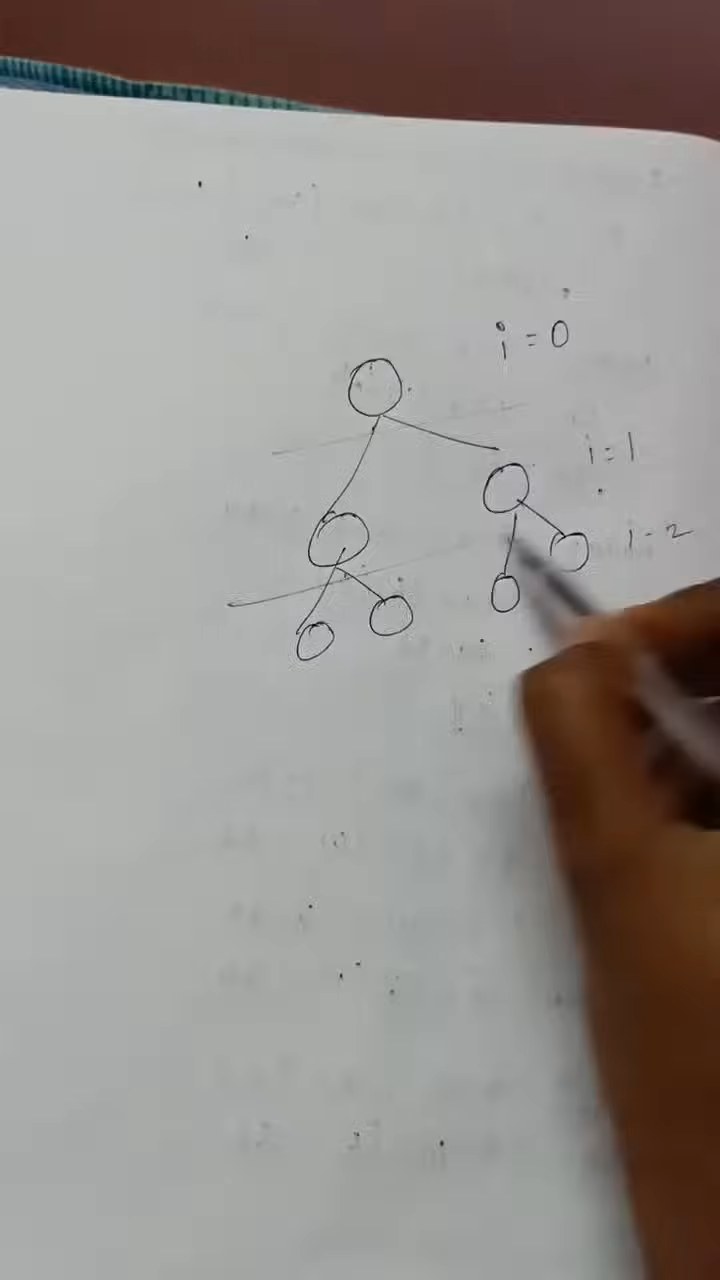 i = 0
i = 1
i - 2